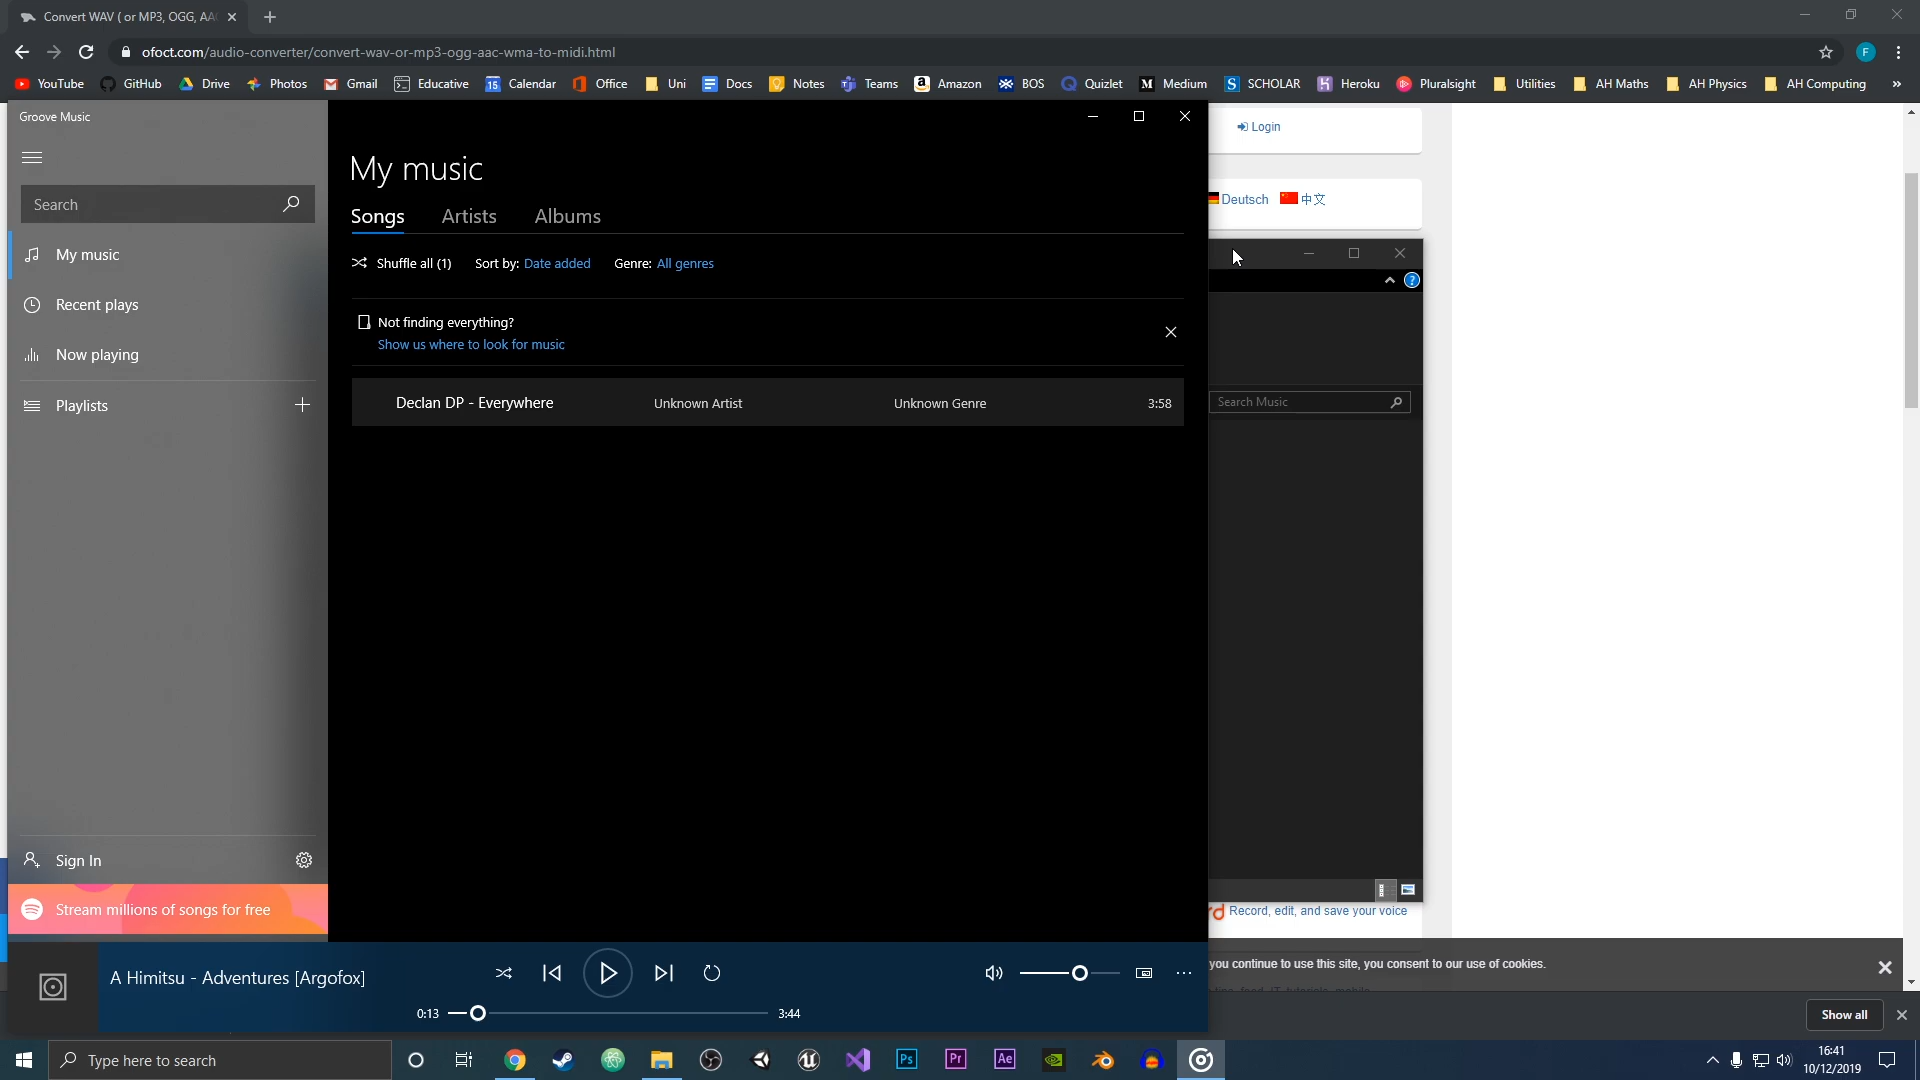 Convert WAV ( or MP3, OGG, AA
ofoct.com/audio-converter/convert-wav-or-mp3-ogg-aac-wma-to-midi.html
F
YouTube GitHub Drive Photos Gmail Educative 15 Calendar Office Uni Docs Notes Teams Amazon BOS Quizlet Medium SCHOLAR Heroku Pluralsight Utilities AH Maths AH Physics AH Computing »
Groove Music
Login
My music
Search
Deutsch 中文
Songs Artists Albums
My music
Shuffle all (1) Sort by: Date added Genre: All genres
Recent plays
Not finding everything?
Show us where to look for music
Now playing
Declan DP - Everywhere Unknown Artist Unknown Genre 3:58
Search Music
Playlists
Sign In
Stream millions of songs for free
Record, edit, and save your voice
you continue to use this site, you consent to our use of cookies.
A Himitsu - Adventures [Argofox]
0:13 3:44
Show all
Type here to search
Ps Pr Ae
16:41
10/12/2019